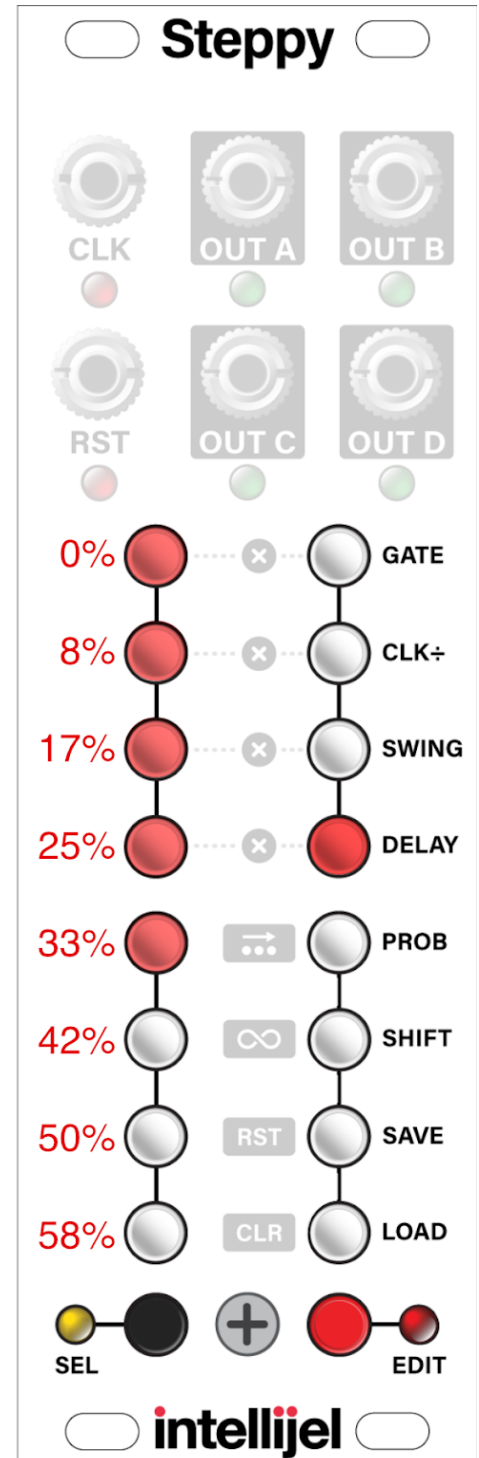 Steppy
CLK OUT A OUT B
RST OUT C OUT D
0% GATE
8% CLK÷
17% SWING
25% DELAY
33% PROB
42% SHIFT
50% RST SAVE
58% CLR LOAD
SEL EDIT
intellijel